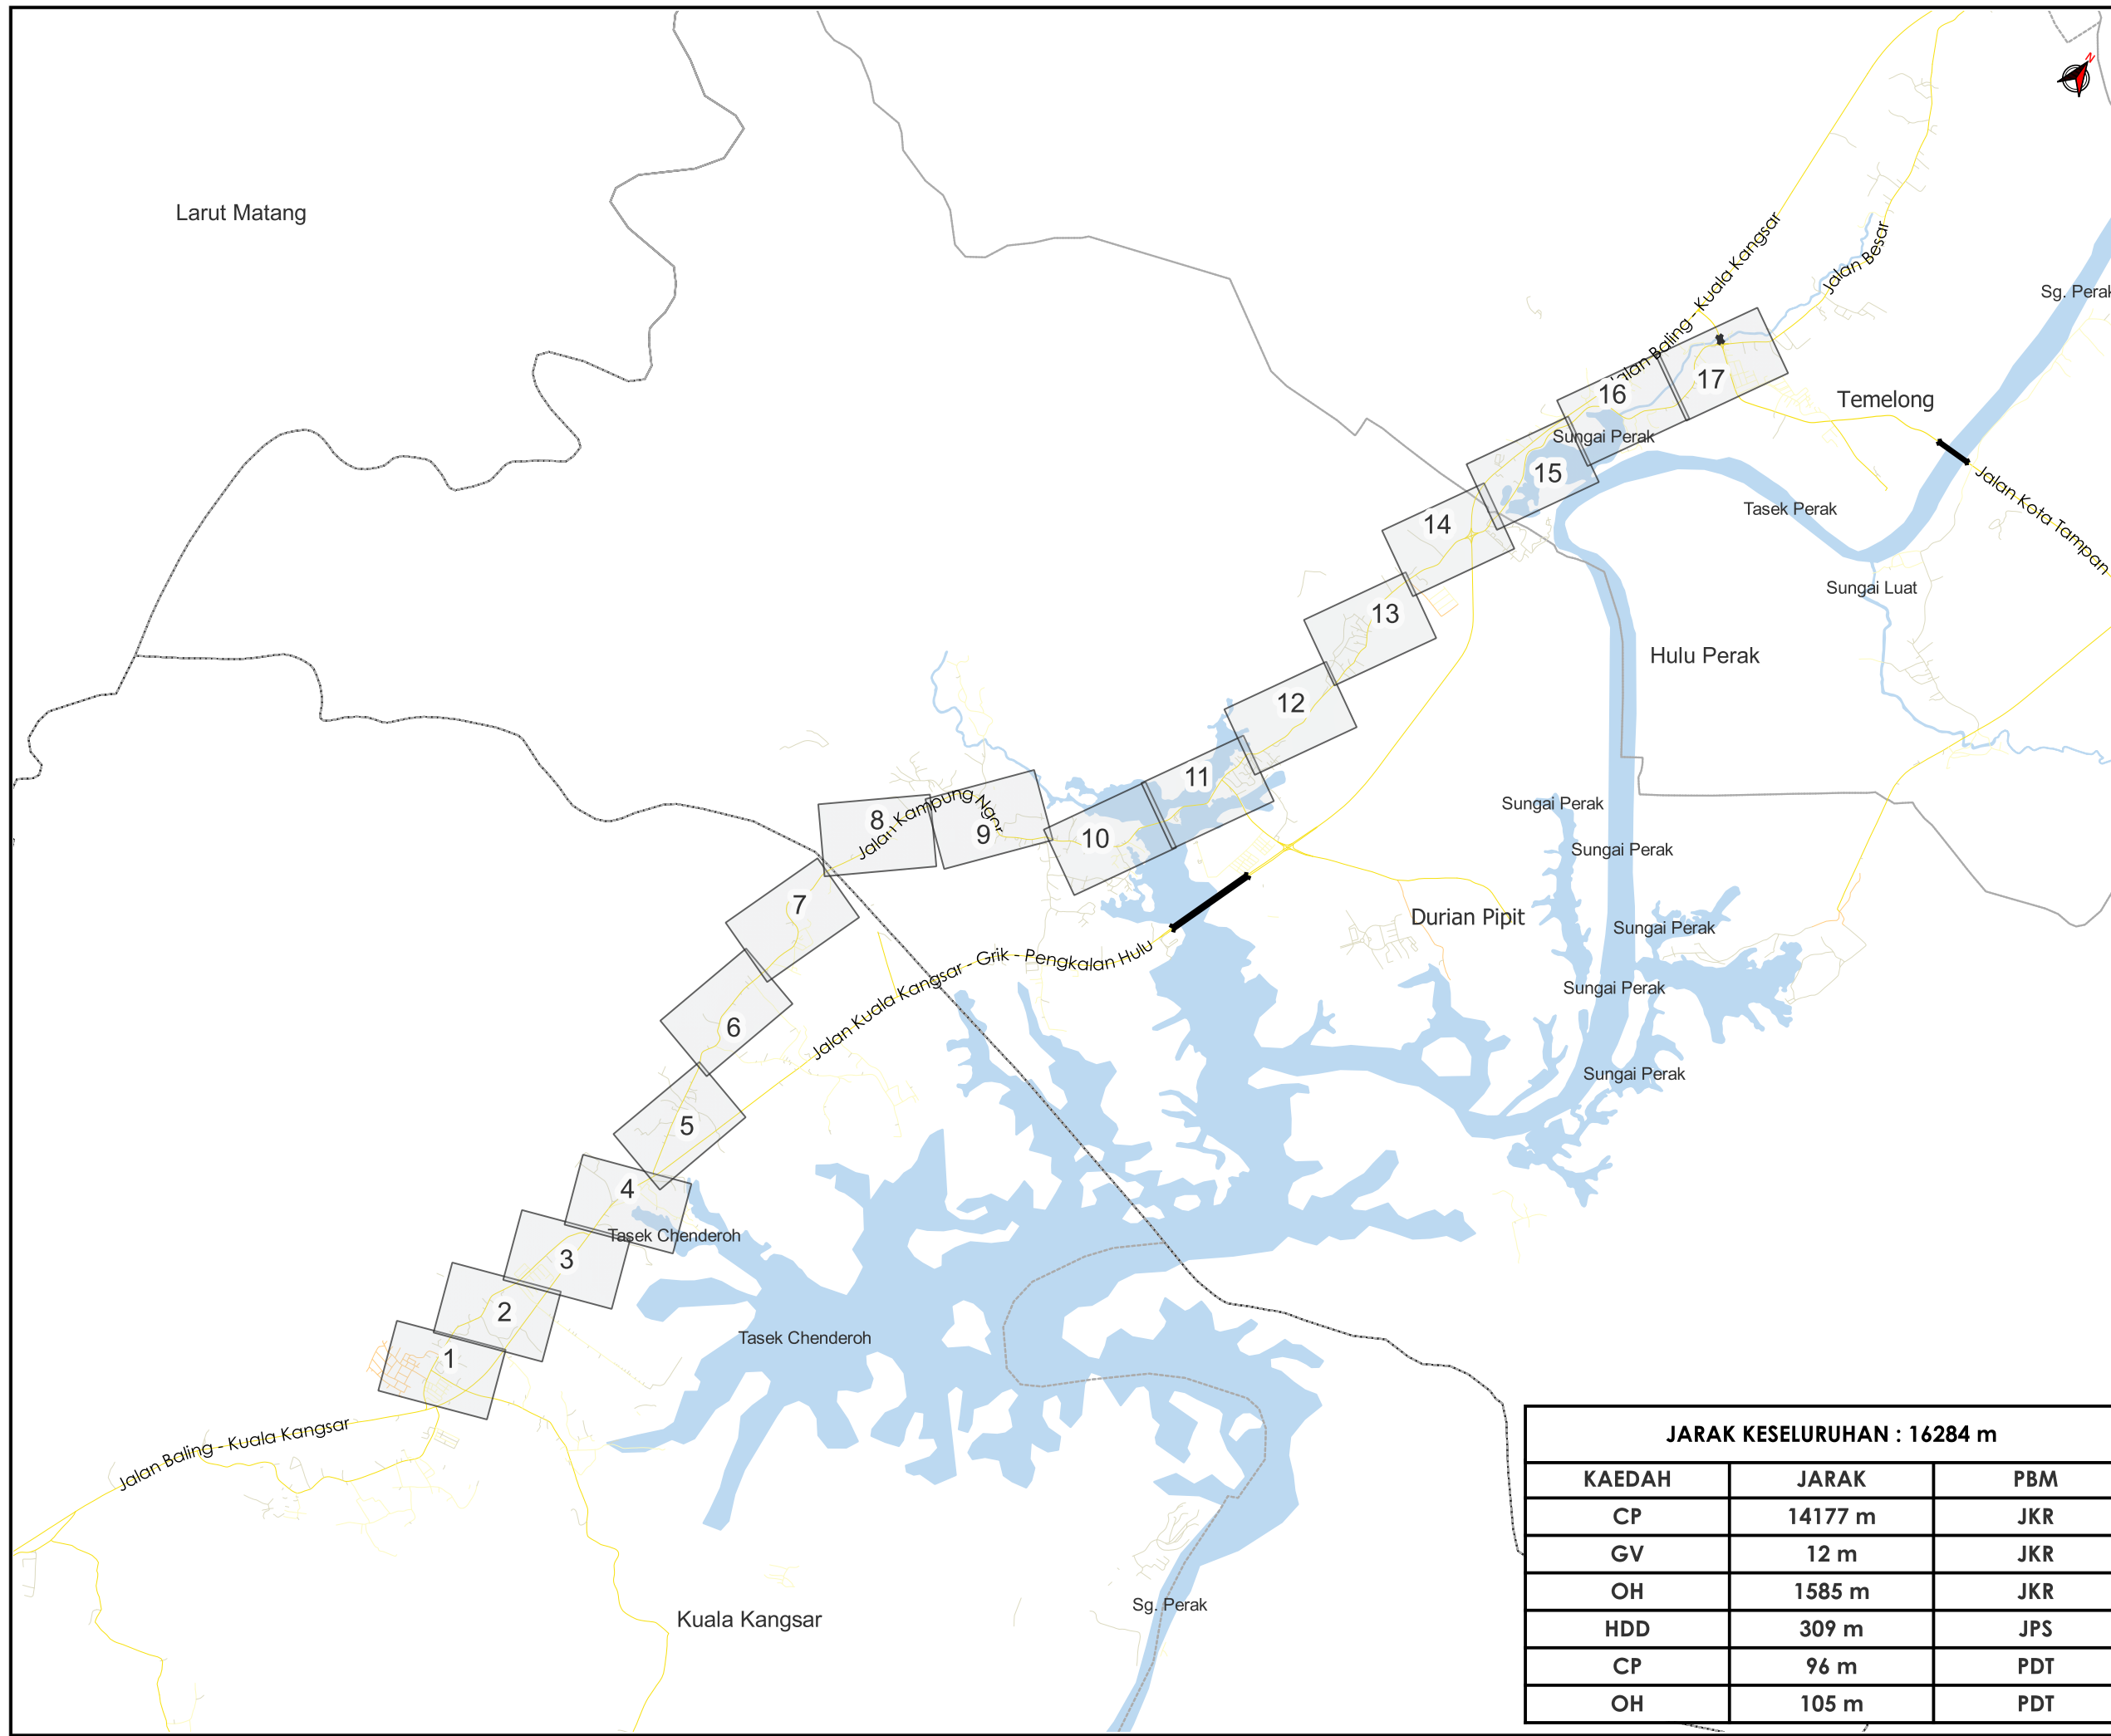 N
Larut Matang
Jalan Baling - Kuala Kangsar
Jalan Besar
Sg. Perak
17
Temelong
16
Sungai Perak
15
Jalan Kota Tampan
Tasek Perak
14
Sungai Luat
13
Hulu Perak
12
11
Sungai Perak
Jalan Kampung Ngor
8
9
10
Sungai Perak
7
Durian Pipit
Sungai Perak
Jalan Kuala Kangsar - Grik - Pengkalan Hulu
Sungai Perak
6
Sungai Perak
5
4
Tasek Chenderoh
3
2
Tasek Chenderoh
1
Jalan Baling - Kuala Kangsar
Kuala Kangsar
Sg. Perak
JARAK KESELURUHAN : 16284 m
KAEDAH JARAK PBM
CP 14177 m JKR
GV 12 m JKR
OH 1585 m JKR
HDD 309 m JPS
CP 96 m PDT
OH 105 m PDT